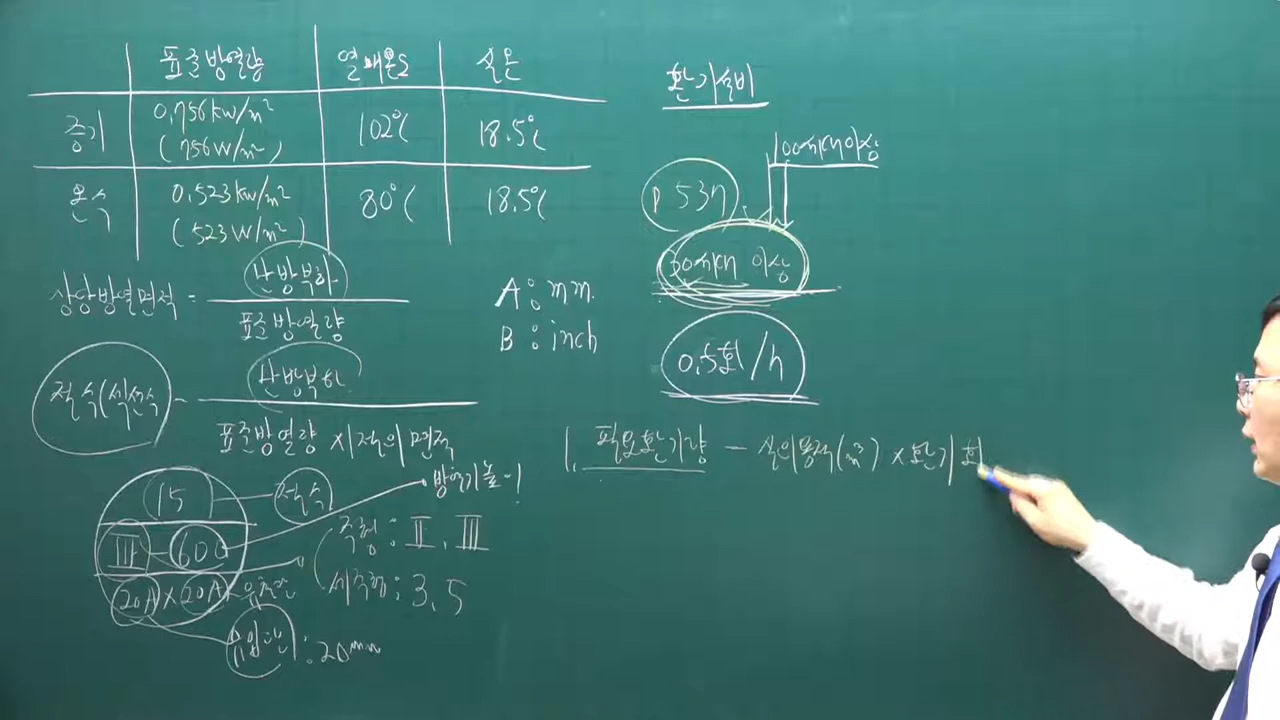 표준방열량 열매온도 실온
증기 0.756kW/m² (756W/m²) 102℃ 18.5℃
온수 0.523kW/m² (523W/m²) 80℃ 18.5℃
상당방열면적 = 난방부하
표준방열량
쪽수(섹션수) = 난방부하
표준방열량 × 1쪽의 면적
A : mm
B : inch
15 쪽수
Ⅲ - 600 방열기높이
20A × 20A 유출관
유입관 : 20mm
주형 : Ⅱ, Ⅲ
세주형 : 3, 5
환기설비
100세대이상
P 537
30세대 이상
0.5회/h
1. 필요환기량 = 실의용적(m³) × 환기회